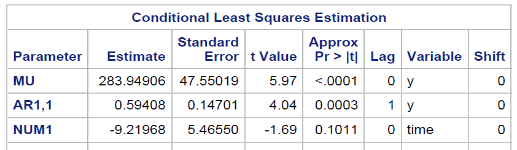 Conditional Least Squares Estimation
Parameter Estimate Standard Error t Value Approx Pr > |t| Lag Variable Shift
MU 283.94906 47.55019 5.97 <.0001 0 y 0
AR1,1 0.59408 0.14701 4.04 0.0003 1 y 0
NUM1 -9.21968 5.46550 -1.69 0.1011 0 time 0